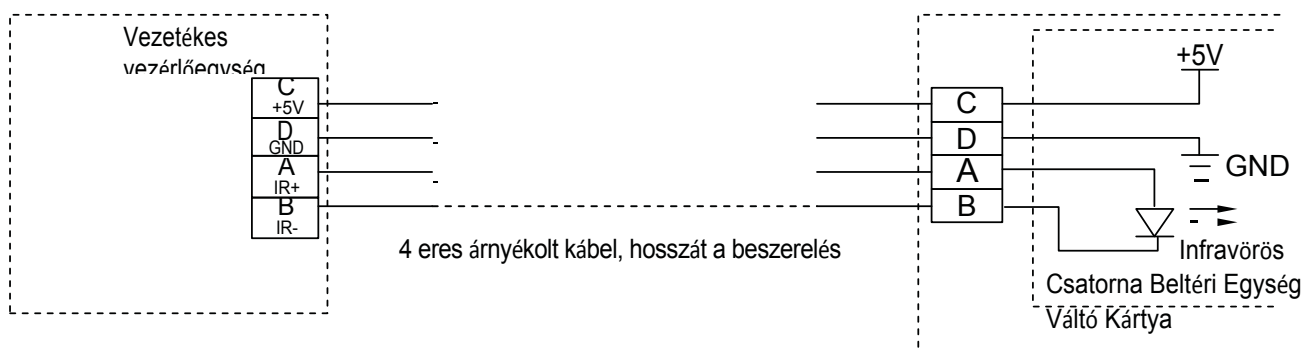 Vezetékes
vezérlőegység
C
+5V
D
GND
A
IR+
B
IR-
4 eres árnyékolt kábel, hosszát a beszerelés
C
D
A
B
+5V
GND
Infravörös
Csatorna Beltéri Egység
Váltó Kártya